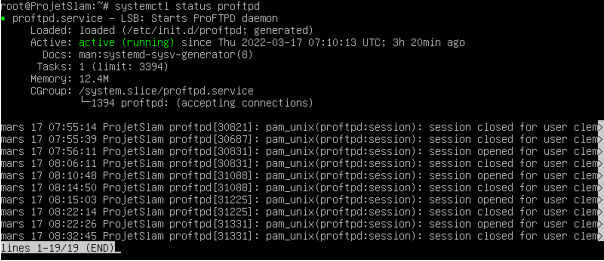 root@ProjetSlam:~# systemctl status proftpd
● proftpd.service - LSB: Starts ProFTPD daemon
Loaded: loaded (/etc/init.d/proftpd; generated)
Active: active (running) since Thu 2022-03-17 07:10:13 UTC; 3h 20min ago
Docs: man:systemd-sysv-generator(8)
Tasks: 1 (limit: 3394)
Memory: 12.4M
CGroup: /system.slice/proftpd.service
└─1394 proftpd: (accepting connections)
mars 17 07:55:14 ProjetSlam proftpd[30821]: pam_unix(proftpd:session): session closed for user clem>
mars 17 07:55:39 ProjetSlam proftpd[30687]: pam_unix(proftpd:session): session closed for user clem>
mars 17 07:56:11 ProjetSlam proftpd[30831]: pam_unix(proftpd:session): session opened for user clem>
mars 17 08:06:11 ProjetSlam proftpd[30831]: pam_unix(proftpd:session): session closed for user clem>
mars 17 08:10:48 ProjetSlam proftpd[31088]: pam_unix(proftpd:session): session opened for user clem>
mars 17 08:14:50 ProjetSlam proftpd[31088]: pam_unix(proftpd:session): session closed for user clem>
mars 17 08:15:03 ProjetSlam proftpd[31225]: pam_unix(proftpd:session): session opened for user clem>
mars 17 08:22:14 ProjetSlam proftpd[31225]: pam_unix(proftpd:session): session closed for user clem>
mars 17 08:22:26 ProjetSlam proftpd[31331]: pam_unix(proftpd:session): session opened for user clem>
mars 17 08:32:45 ProjetSlam proftpd[31331]: pam_unix(proftpd:session): session closed for user clem>
lines 1-19/19 (END)